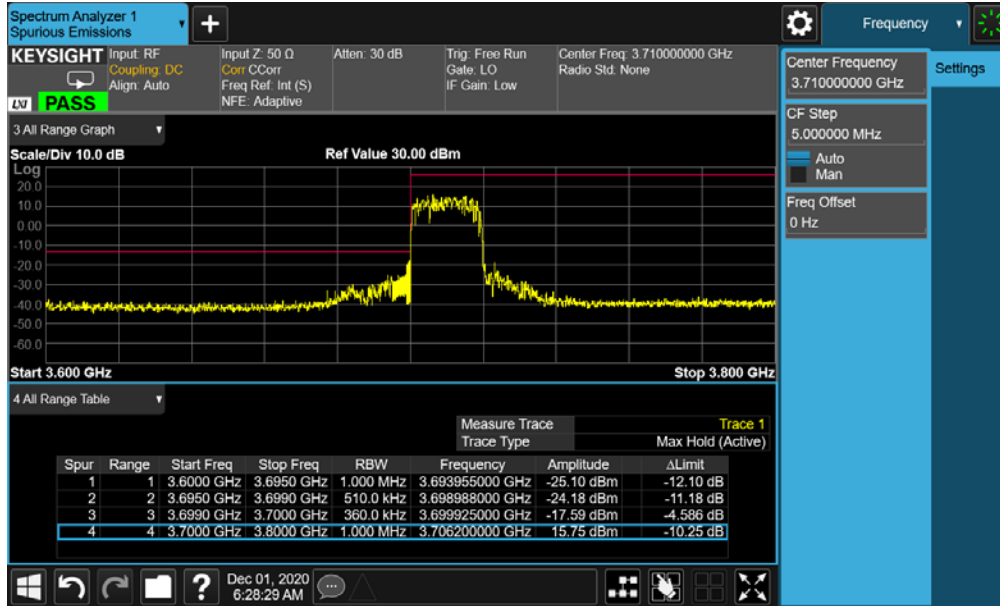 Spectrum Analyzer 1
Spurious Emissions
Frequency
KEYSIGHT
LXI
PASS
Input: RF
Coupling: DC
Align: Auto
Input Z: 50 Ω
Corr CCorr
Freq Ref: Int (S)
NFE: Adaptive
Atten: 30 dB
Trig: Free Run
Gate: LO
IF Gain: Low
Center Freq: 3.710000000 GHz
Radio Std: None
Center Frequency
3.710000000 GHz
Settings
CF Step
5.000000 MHz
Auto
Man
Freq Offset
0 Hz
3 All Range Graph
Scale/Div 10.0 dB
Ref Value 30.00 dBm
Log
20.0
10.0
0.00
-10.0
-20.0
-30.0
-40.0
-50.0
-60.0
Start 3.600 GHz
Stop 3.800 GHz
4 All Range Table
Measure Trace Trace 1
Trace Type Max Hold (Active)
Spur Range Start Freq Stop Freq RBW Frequency Amplitude ΔLimit
1 1 3.6000 GHz 3.6950 GHz 1.000 MHz 3.693955000 GHz -25.10 dBm -12.10 dB
2 2 3.6950 GHz 3.6990 GHz 510.0 kHz 3.698988000 GHz -24.18 dBm -11.18 dB
3 3 3.6990 GHz 3.7000 GHz 360.0 kHz 3.699925000 GHz -17.59 dBm -4.586 dB
4 4 3.7000 GHz 3.8000 GHz 1.000 MHz 3.706200000 GHz 15.75 dBm -10.25 dB
?
Dec 01, 2020
6:28:29 AM